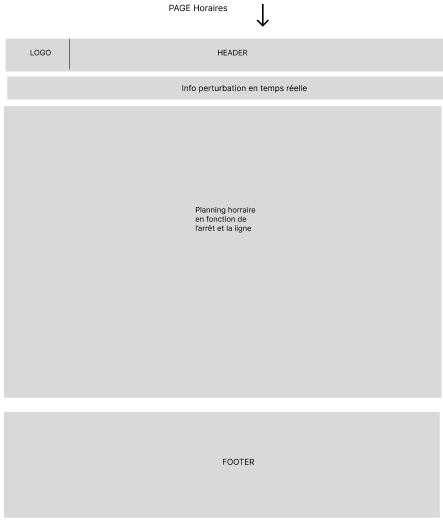 PAGE Horaires
LOGO
HEADER
Info perturbation en temps réelle
Planning horraire
en fonction de
l'arrêt et la ligne
FOOTER